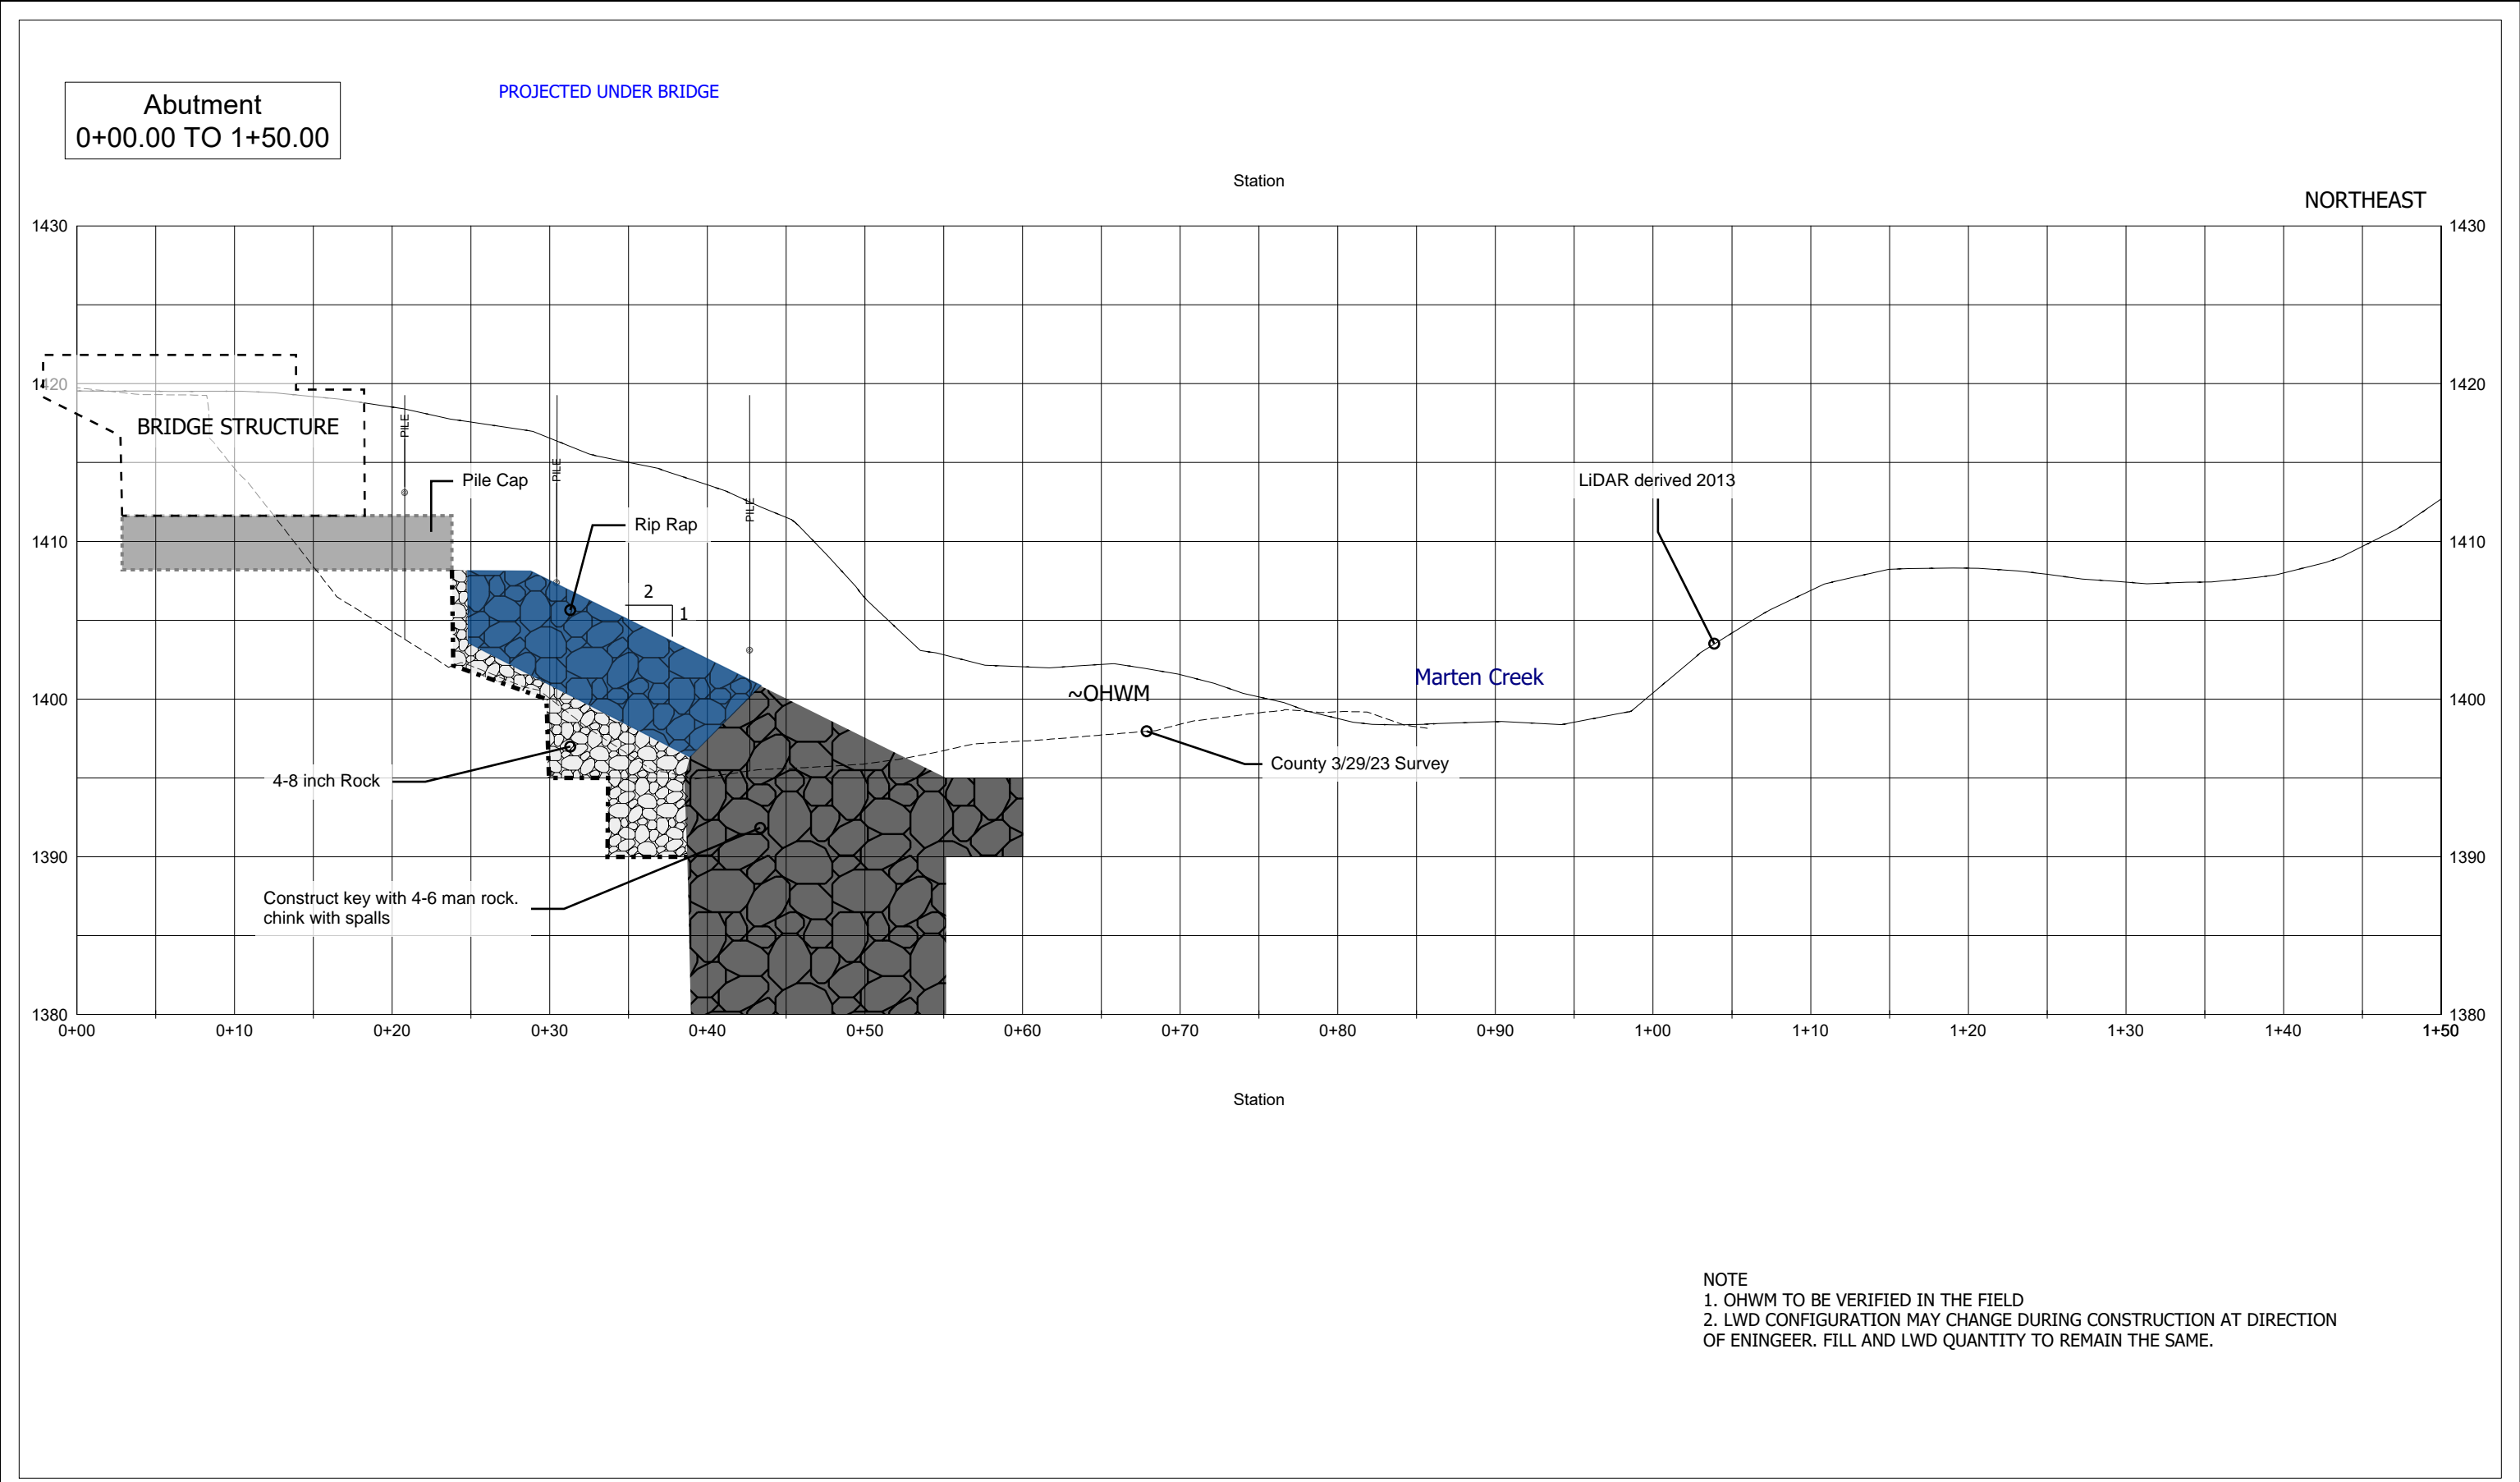 Abutment
0+00.00 TO 1+50.00
PROJECTED UNDER BRIDGE
Station
NORTHEAST
1430
1430
1420
1420
BRIDGE STRUCTURE
PILE
PILE
PILE
Pile Cap
LiDAR derived 2013
Rip Rap
1410
1410
2
1
Marten Creek
~OHWM
1400
1400
County 3/29/23 Survey
4-8 inch Rock
1390
1390
Construct key with 4-6 man rock.
chink with spalls
1380
1380
0+00 0+10 0+20 0+30 0+40 0+50 0+60 0+70 0+80 0+90 1+00 1+10 1+20 1+30 1+40 1+50
Station
NOTE
1. OHWM TO BE VERIFIED IN THE FIELD
2. LWD CONFIGURATION MAY CHANGE DURING CONSTRUCTION AT DIRECTION
OF ENINGEER. FILL AND LWD QUANTITY TO REMAIN THE SAME.